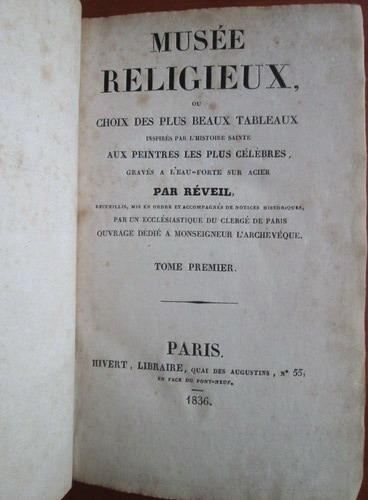 MUSÉE
RELIGIEUX,
OU
CHOIX DES PLUS BEAUX TABLEAUX
INSPIRÉS PAR L'HISTOIRE SAINTE
AUX PEINTRES LES PLUS CÉLÈBRES,
GRAVÉS A L'EAU-FORTE SUR ACIER
PAR RÉVEIL,
RECUEILLIS, MIS EN ORDRE ET ACCOMPAGNÉS DE NOTICES HISTORIQUES,
PAR UN ECCLÉSIASTIQUE DU CLERGÉ DE PARIS
OUVRAGE DÉDIÉ A MONSEIGNEUR L'ARCHEVÊQUE.
TOME PREMIER.
PARIS.
HIVERT, LIBRAIRE, QUAI DES AUGUSTINS, N° 55;
EN FACE DU PONT-NEUF.
1836.